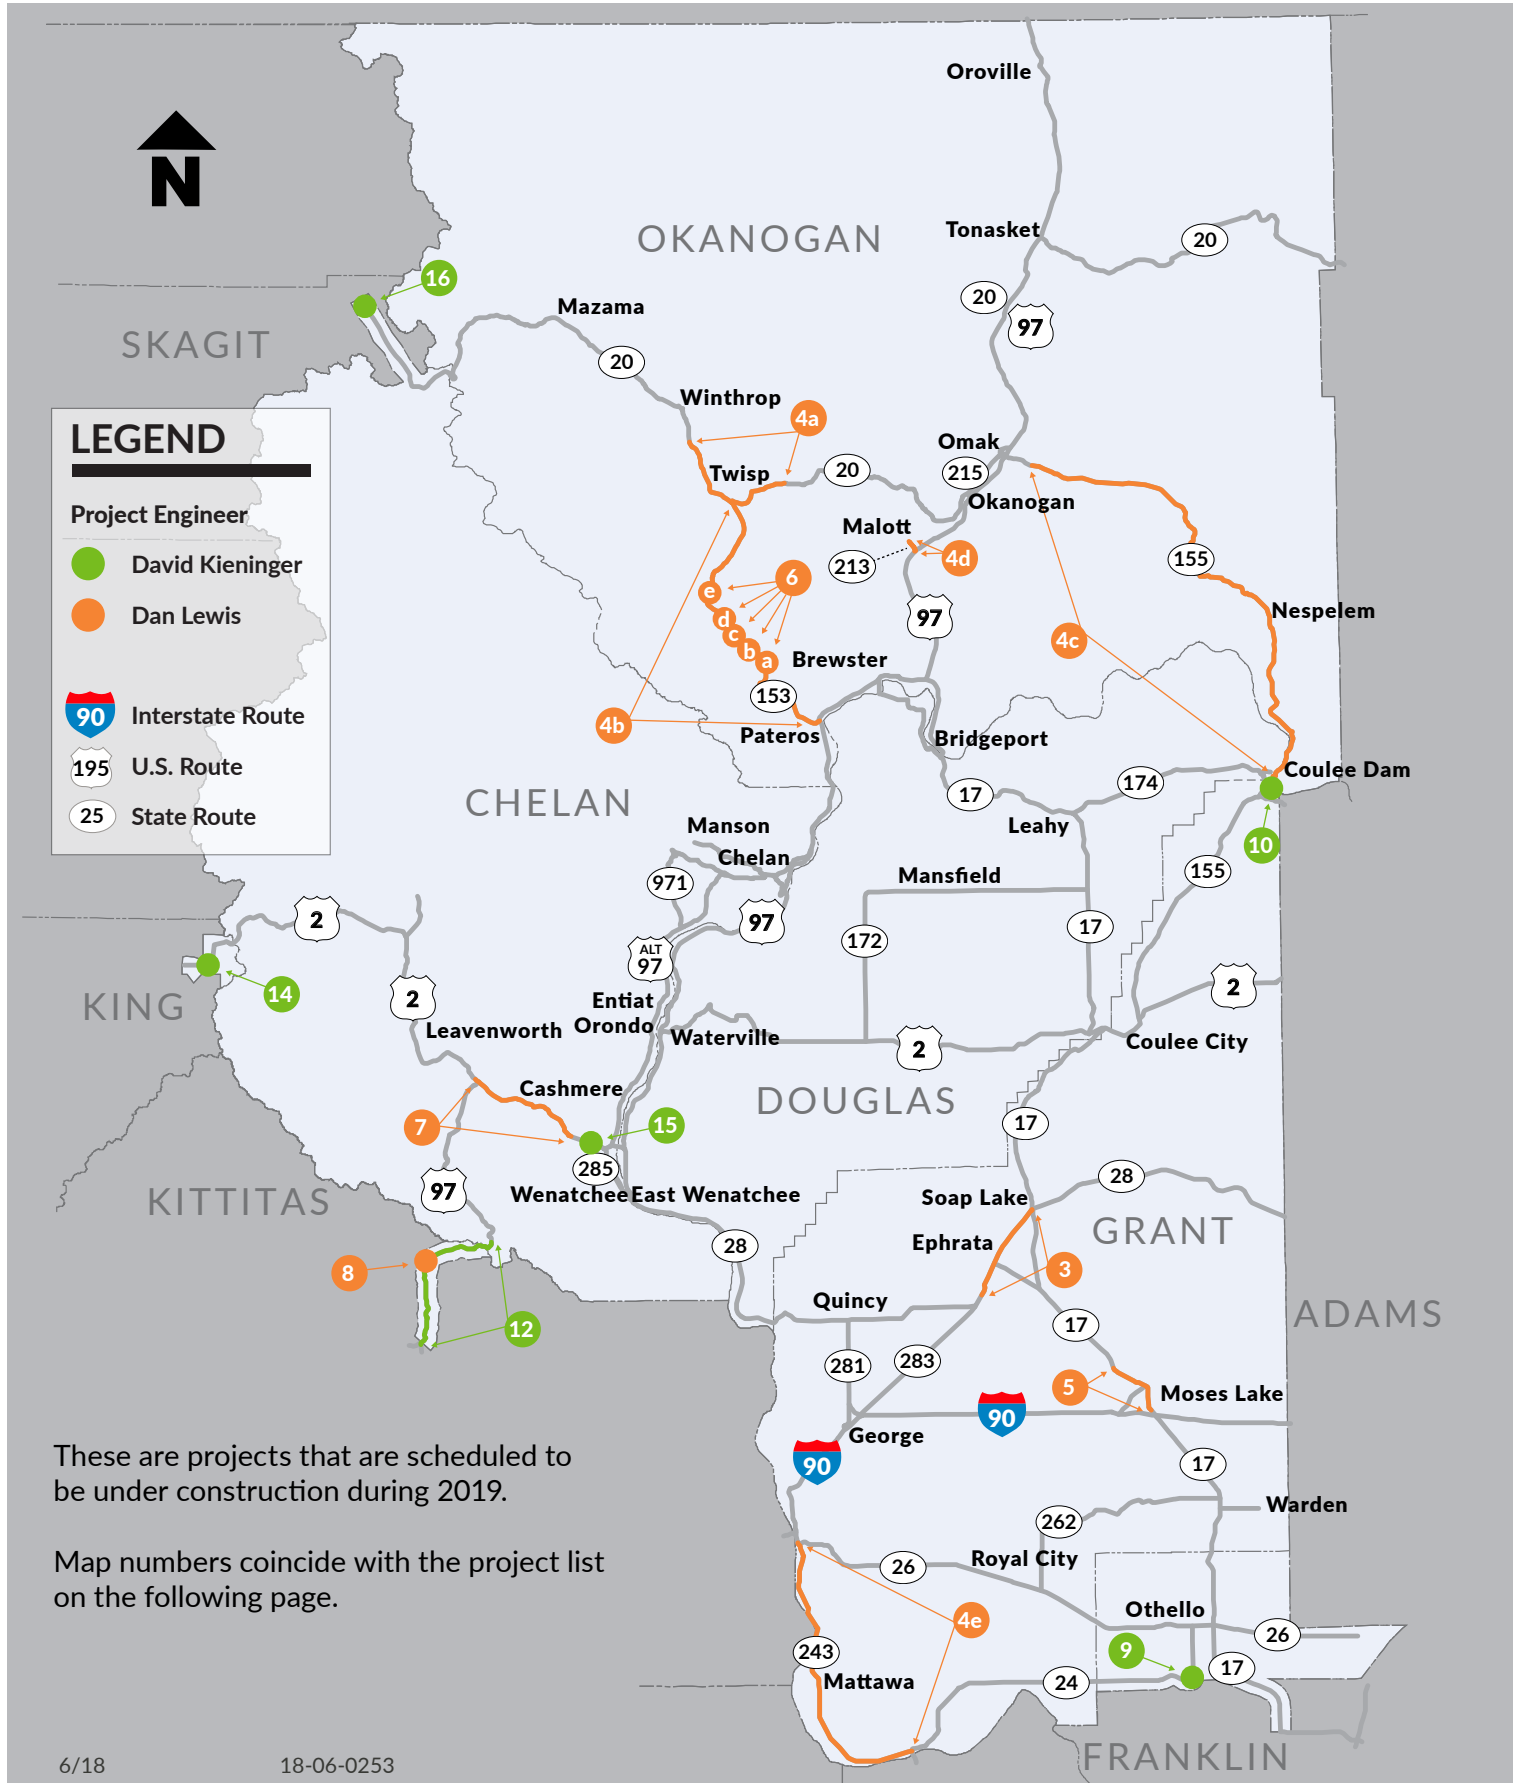 Oroville
N
OKANOGAN
Tonasket
20
16
20
97
SKAGIT
Mazama
20
Winthrop
4a
LEGEND
Project Engineer
David Kieninger
Dan Lewis
90 Interstate Route
195 U.S. Route
25 State Route
Omak
Twisp
20
215
Okanogan
Malott
213
4d
155
6
e
d
c
b
a
97
Nespelem
4c
Brewster
153
4b
Pateros
Bridgeport
Coulee Dam
174
17
CHELAN
Leahy
Manson
Chelan
10
971
Mansfield
155
2
97
172
17
ALT
97
KING
14
2
2
Entiat
Orondo
Leavenworth
Waterville
2
Coulee City
Cashmere
DOUGLAS
7
15
17
285
28
KITTITAS
97
Wenatchee
East Wenatchee
Soap Lake
GRANT
28
Ephrata
8
3
Quincy
ADAMS
12
17
281
283
5
Moses Lake
90
George
90
17
These are projects that are scheduled to
be under construction during 2019.
Warden
262
Map numbers coincide with the project list
on the following page.
Royal City
26
Othello
4e
26
9
243
17
Mattawa
24
FRANKLIN
6/18
18-06-0253